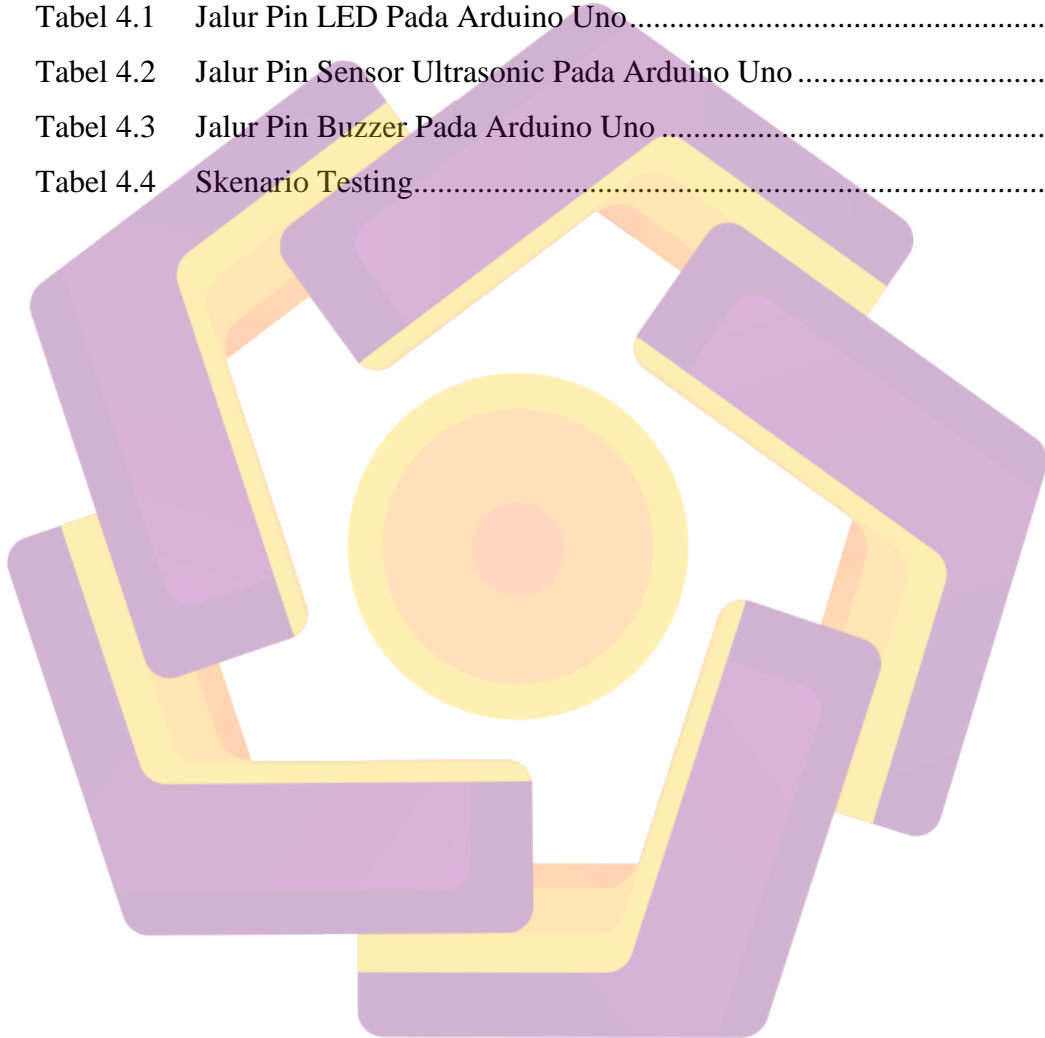 Tabel 4.1 Jalur Pin LED Pada Arduino Uno......................................................
Tabel 4.2 Jalur Pin Sensor Ultrasonic Pada Arduino Uno................................
Tabel 4.3 Jalur Pin Buzzer Pada Arduino Uno.................................................
Tabel 4.4 Skenario Testing................................................................................